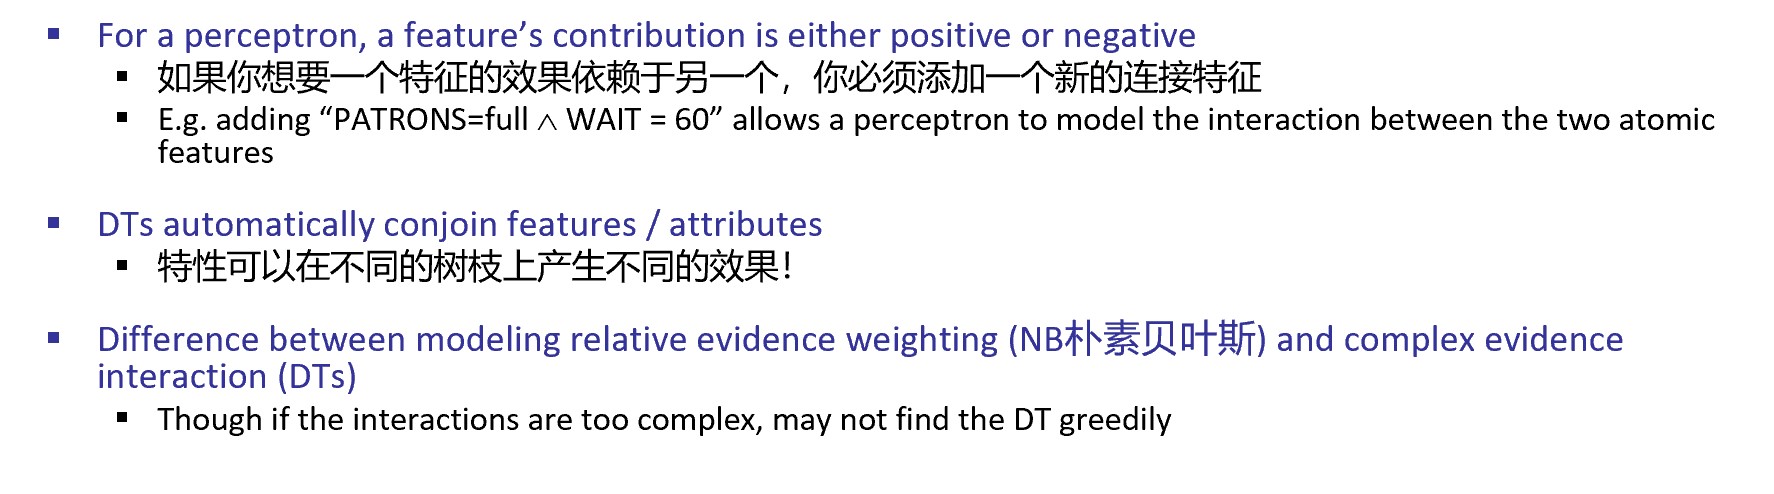 ▪ For a perceptron, a feature’s contribution is either positive or negative
▪ 如果你想要一个特征的效果依赖于另一个，你必须添加一个新的连接特征
▪ E.g. adding “PATRONS=full ∧ WAIT = 60” allows a perceptron to model the interaction between the two atomic
features
▪ DTs automatically conjoin features / attributes
▪ 特性可以在不同的树枝上产生不同的效果！
▪ Difference between modeling relative evidence weighting (NB朴素贝叶斯) and complex evidence
interaction (DTs)
▪ Though if the interactions are too complex, may not find the DT greedily